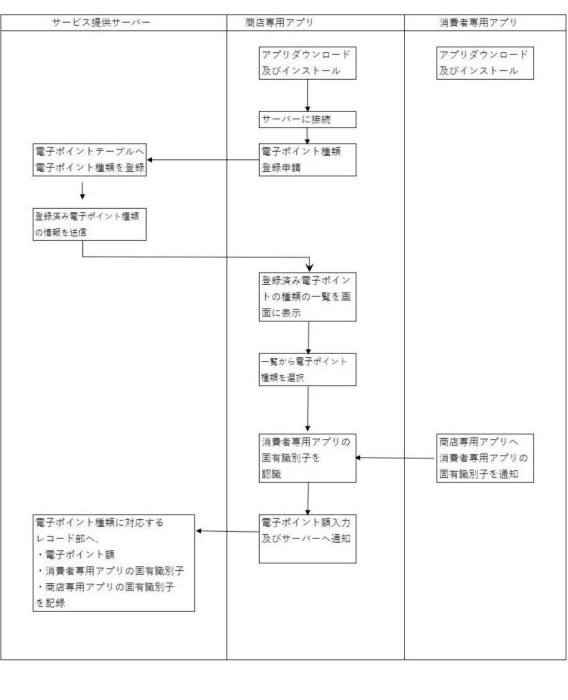 サービス提供サーバー
商店専用アプリ
消費者専用アプリ
アプリダウンロード
及びインストール
アプリダウンロード
及びインストール
サーバーに接続
電子ポイント種類
登録申請
電子ポイントテーブルへ
電子ポイント種類を登録
登録済み電子ポイント種類
の情報を送信
登録済み電子ポイン
トの種類の一覧を画
面に表示
一覧から電子ポイント
種類を選択
消費者専用アプリの
固有識別子を
認識
商店専用アプリへ
消費者専用アプリの
固有識別子を通知
電子ポイント額入力
及びサーバーへ通知
電子ポイント種類に対応する
レコード部へ、
・電子ポイント額
・消費者専用アプリの固有識別子
・商店専用アプリの固有識別子
を記録